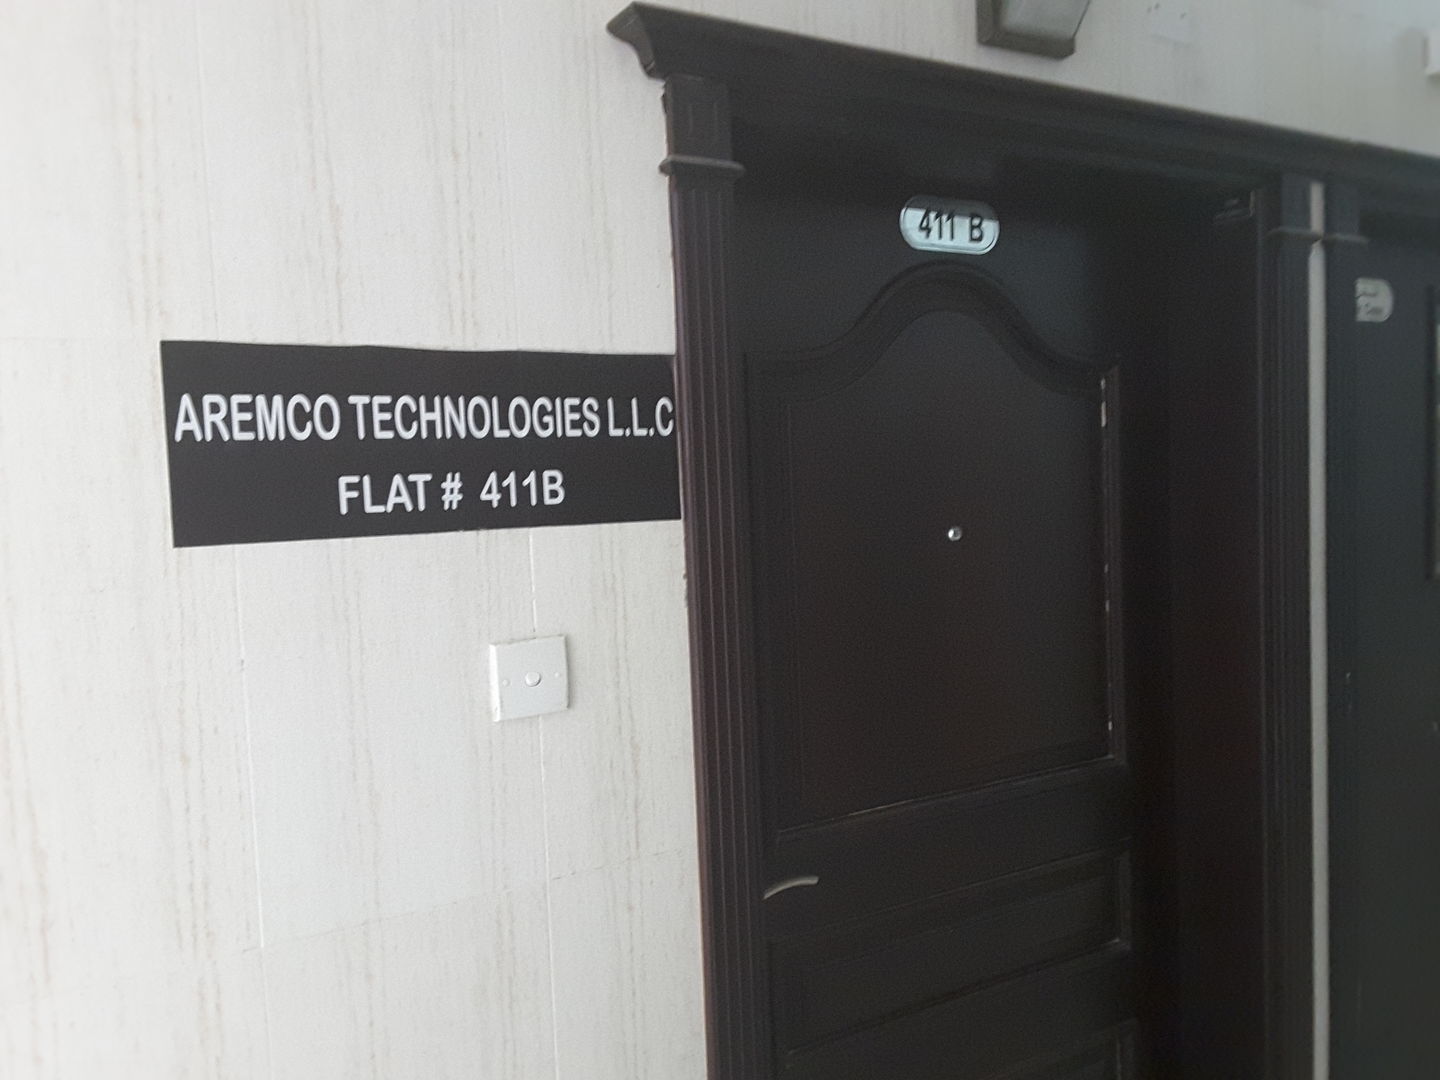 AREMCO TECHNOLOGIES L.L.C
FLAT # 411B
411 B